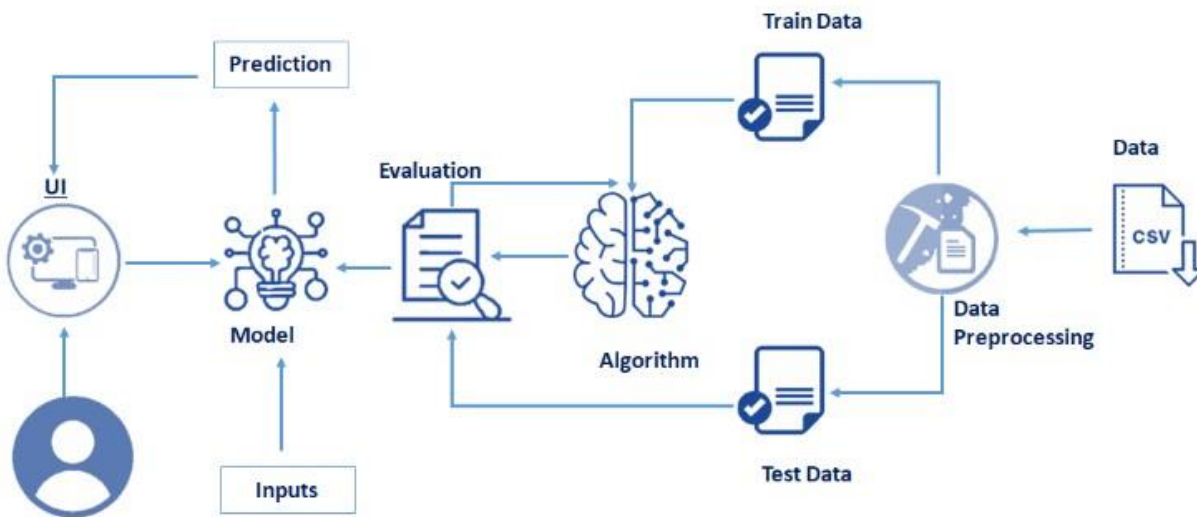 Train Data
Prediction
Data
Evaluation
UI
CSV
Model
Data
Preprocessing
Algorithm
Inputs
Test Data